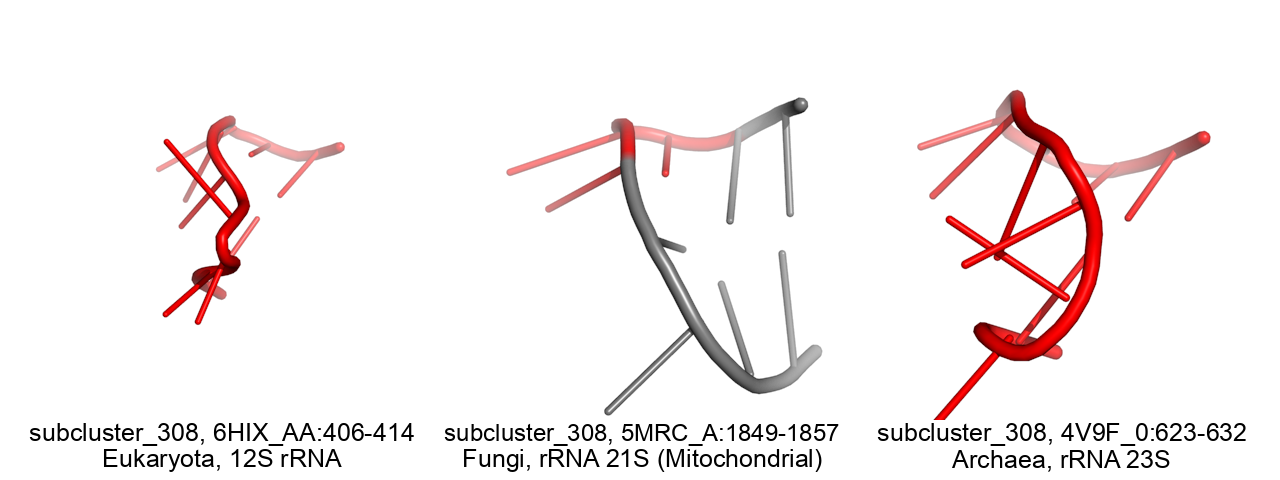 subcluster_308, 6HIX_AA:406-414
Eukaryota, 12S rRNA
subcluster_308, 5MRC_A:1849-1857
Fungi, rRNA 21S (Mitochondrial)
subcluster_308, 4V9F_0:623-632
Archaea, rRNA 23S